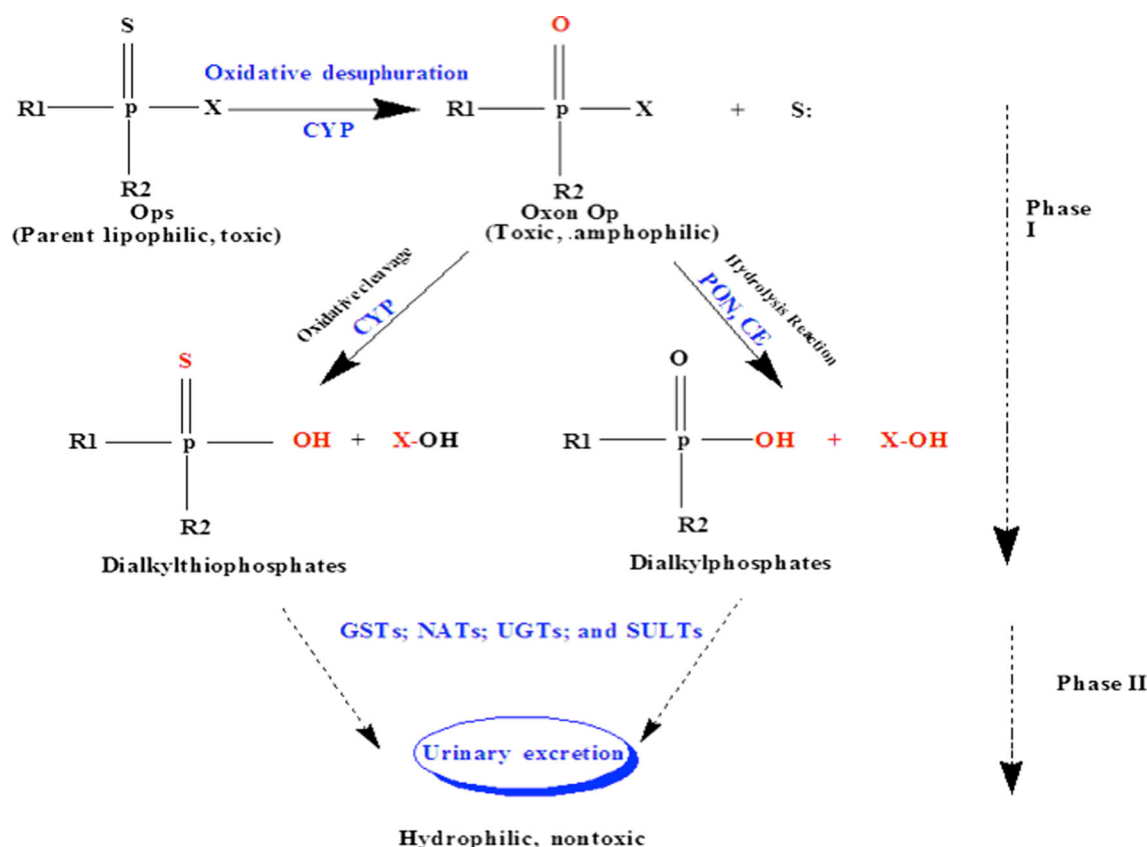 S
O
Oxidative desuphuration
R1
P
X
CYP
R1
P
X
+
S:
R2
R2
Ops
Oxon Op
(Parent lipophilic, toxic)
(Toxic, .amphophilic)
Phase
I
Oxidative cleavage
CYP
Hydrolysis Reaction
PON, CE
S
O
R1
p
OH
+
X-OH
R1
p
OH
+
X-OH
R2
R2
Dialkylthiophosphates
Dialkylphosphates
GSTs; NATs; UGTs; and SULTs
Phase II
Urinary excretion
Hydrophilic, nontoxic